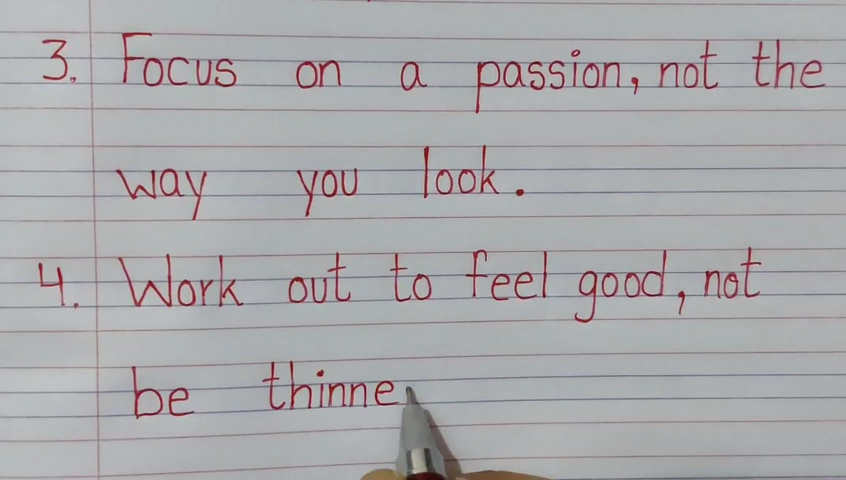 3. Focus on a passion, not the
way you look.
4. Work out to feel good, not
be thinne